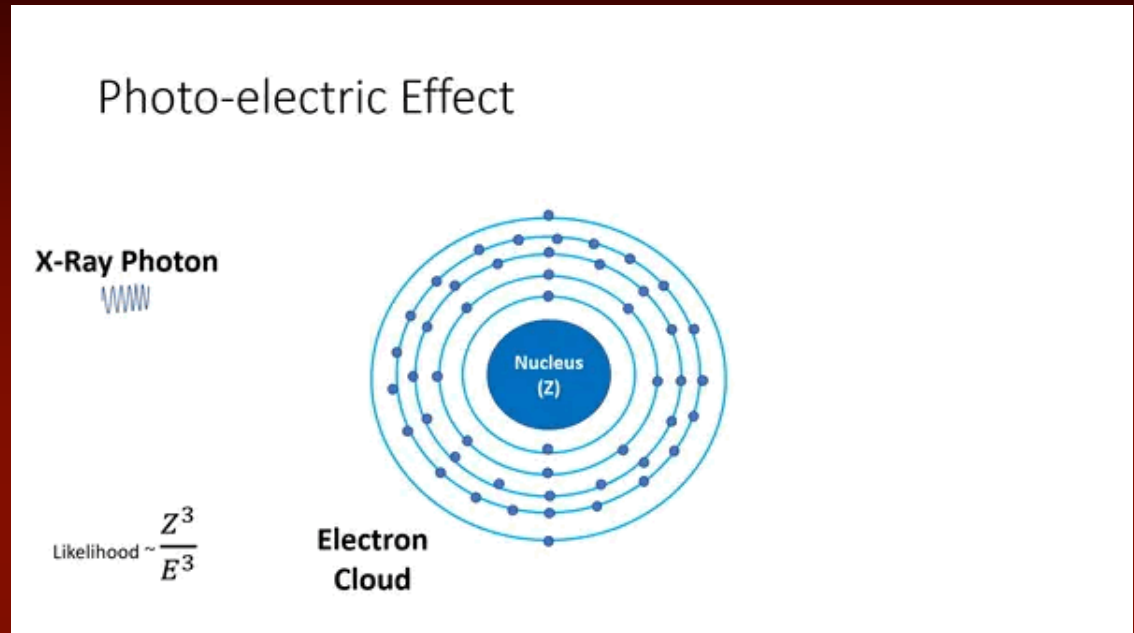 Photo-electric Effect
X-Ray Photon
Nucleus
(Z)
Likelihood ~ Z³/E³
Electron
Cloud